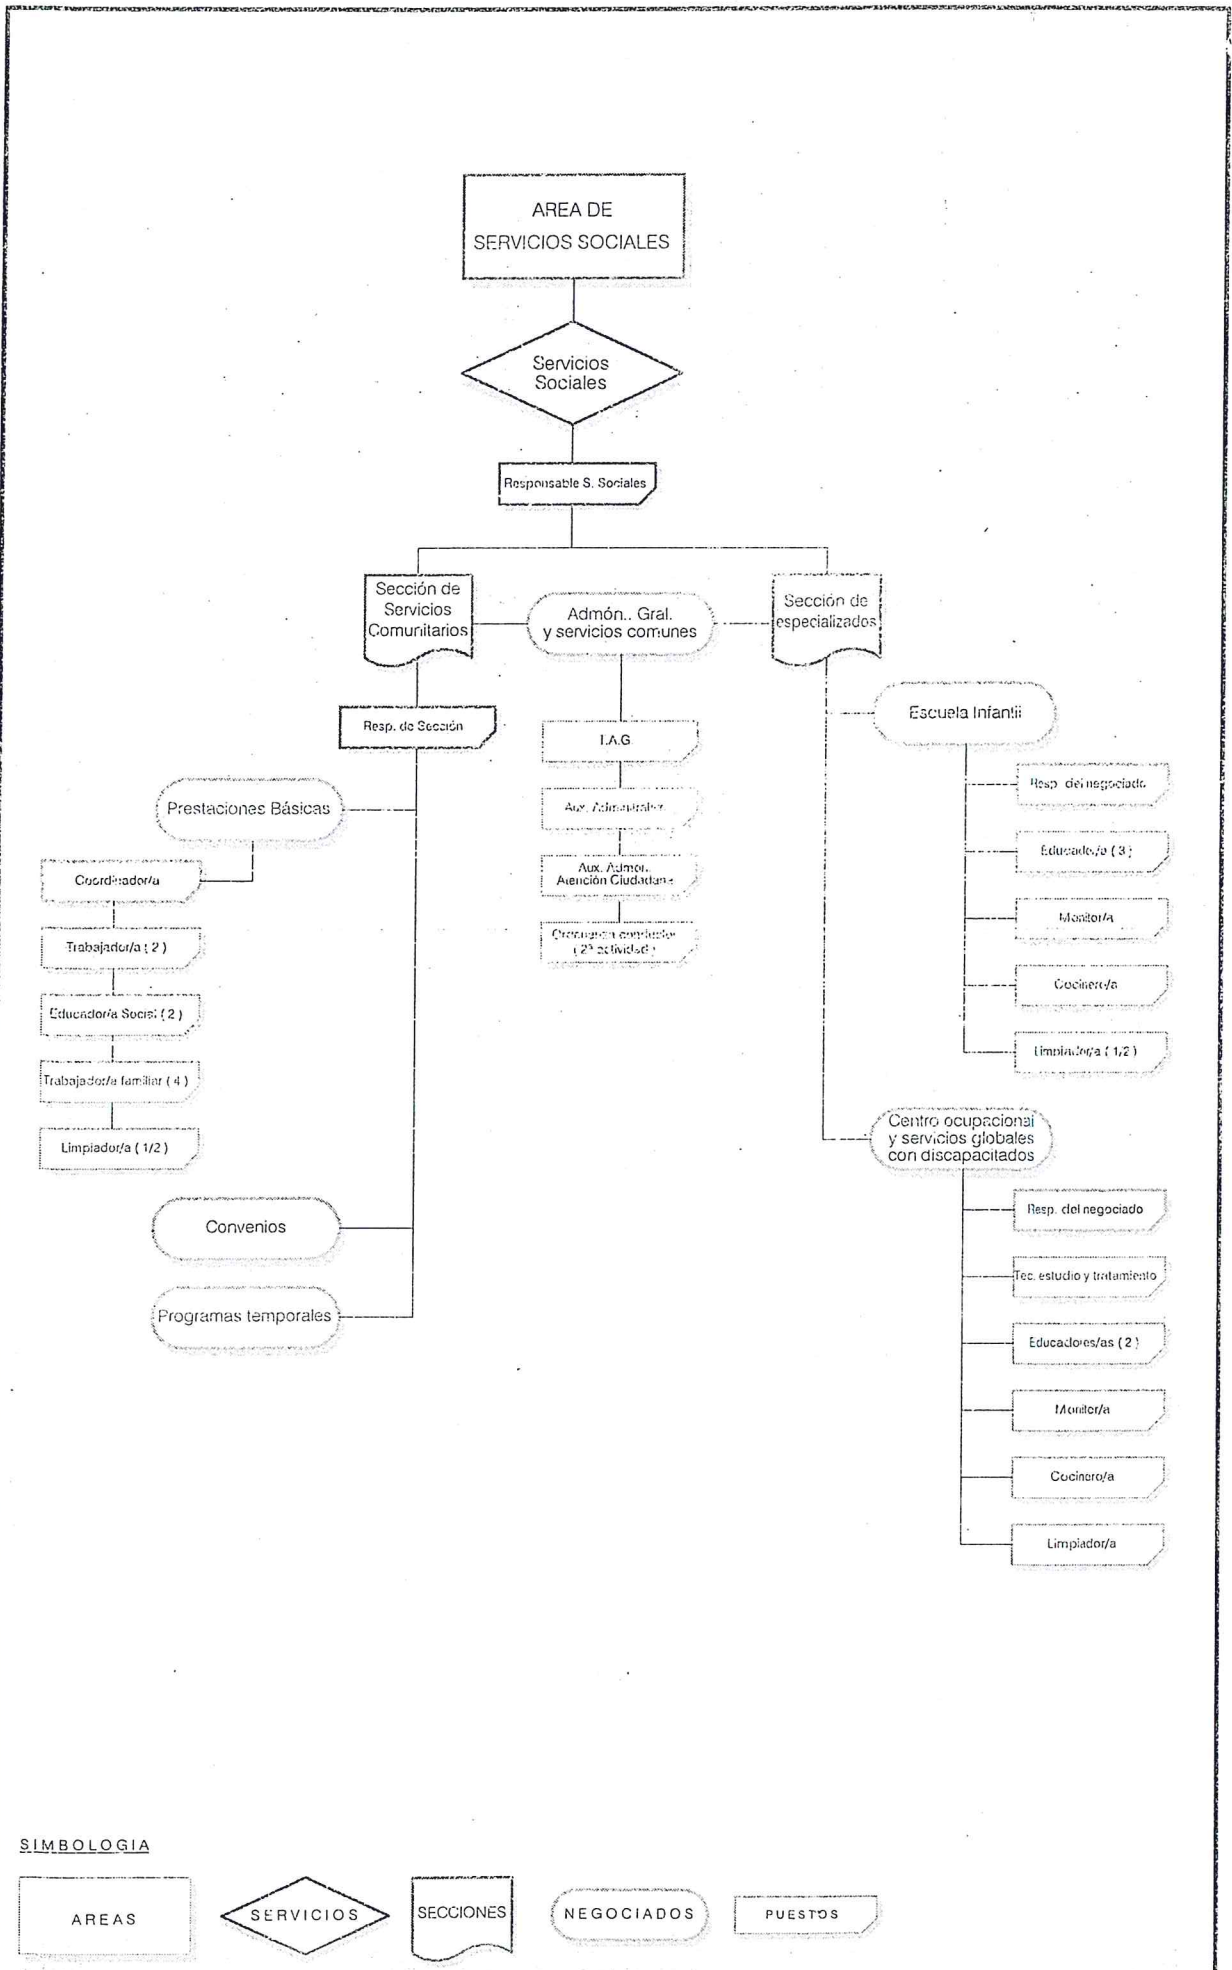 AREA DE
SERVICIOS SOCIALES
Servicios
Sociales
Responsable S. Sociales
Sección de
Servicios
Comunitarios
Admón.. Gral.
y servicios comunes
Sección de
especializados
Resp. de Sección
T.A.G.
Aux. Administrativo
Aux. Admon.
Atención Ciudadana
Ordenanza conductor
( 2ª actividad )
Escuela Infantil
Resp. del negociado
Educador/a ( 3 )
Monitor/a
Cocinero/a
Limpiador/a ( 1/2 )
Prestaciones Básicas
Coordinador/a
Trabajador/a ( 2 )
Educador/a Social ( 2 )
Trabajador/a familiar ( 4 )
Limpiador/a ( 1/2 )
Centro ocupacional
y servicios globales
con discapacitados
Resp. del negociado
Tec. estudio y tratamiento
Educadores/as ( 2 )
Monitor/a
Cocinero/a
Limpiador/a
Convenios
Programas temporales
SIMBOLOGIA
AREAS
SERVICIOS
SECCIONES
NEGOCIADOS
PUESTOS